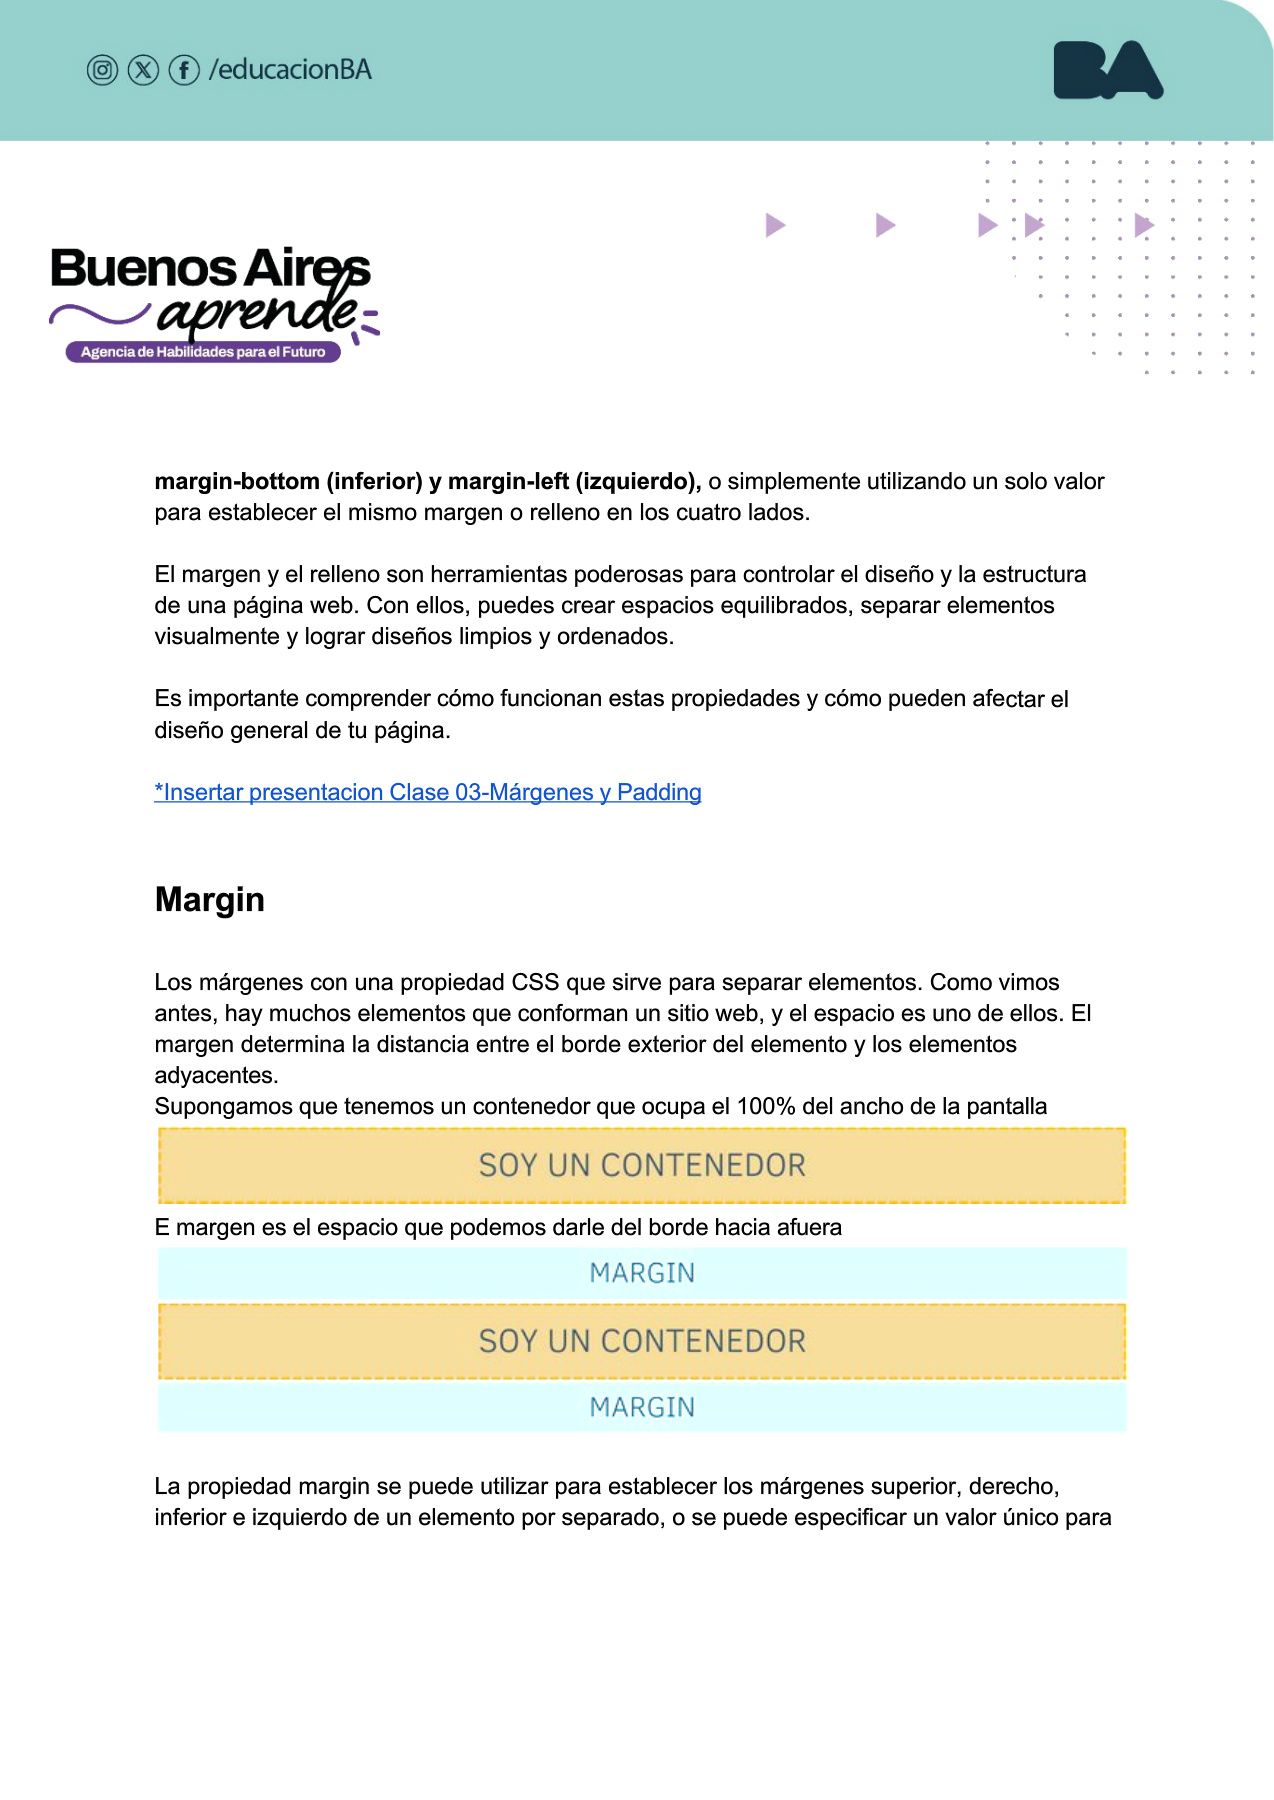 /educacionBA
BA
Buenos Aires
aprende
Agencia de Habilidades para el Futuro
margin-bottom (inferior) y margin-left (izquierdo), o simplemente utilizando un solo valor
para establecer el mismo margen o relleno en los cuatro lados.
El margen y el relleno son herramientas poderosas para controlar el diseño y la estructura
de una página web. Con ellos, puedes crear espacios equilibrados, separar elementos
visualmente y lograr diseños limpios y ordenados.
Es importante comprender cómo funcionan estas propiedades y cómo pueden afectar el
diseño general de tu página.
*Insertar presentacion Clase 03-Márgenes y Padding
Margin
Los márgenes con una propiedad CSS que sirve para separar elementos. Como vimos
antes, hay muchos elementos que conforman un sitio web, y el espacio es uno de ellos. El
margen determina la distancia entre el borde exterior del elemento y los elementos
adyacentes.
Supongamos que tenemos un contenedor que ocupa el 100% del ancho de la pantalla
SOY UN CONTENEDOR
E margen es el espacio que podemos darle del borde hacia afuera
MARGIN
SOY UN CONTENEDOR
MARGIN
La propiedad margin se puede utilizar para establecer los márgenes superior, derecho,
inferior e izquierdo de un elemento por separado, o se puede especificar un valor único para